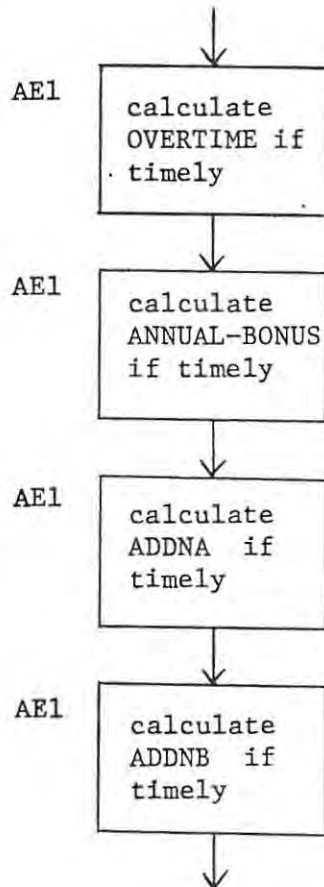 AE1
calculate
OVERTIME if
timely
AE1
calculate
ANNUAL-BONUS
if timely
AE1
calculate
ADDNA if
timely
AE1
calculate
ADDNB if
timely